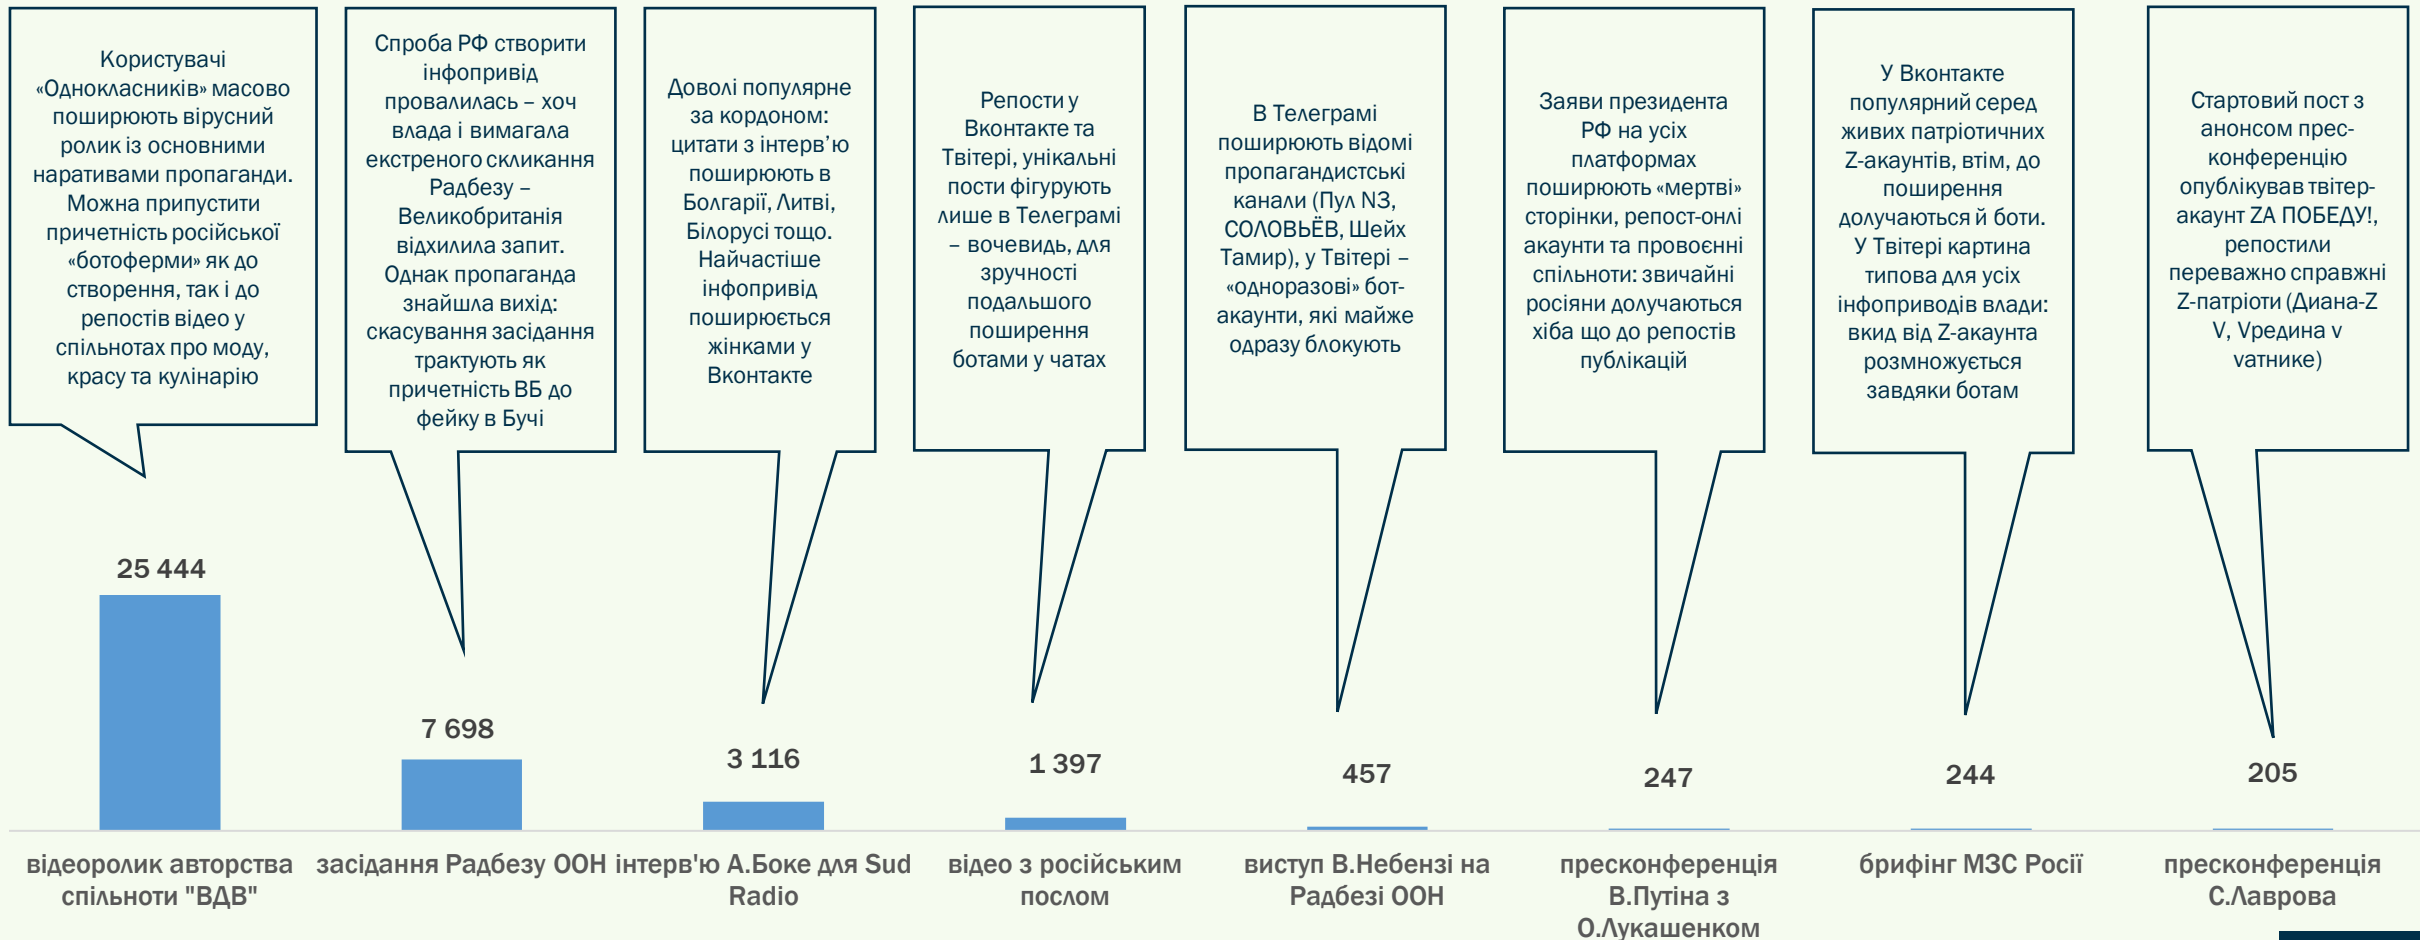 Користувачі
«Однокласників» масово
поширюють вірусний
ролик із основними
наративами пропаганди.
Можна припустити
причетність російської
«ботоферми» як до
створення, так і до
репостів відео у
спільнотах про моду,
красу та кулінарію
Спроба РФ створити
інфопривід
провалилась – хоч
влада і вимагала
екстреного скликання
Радбезу –
Великобританія
відхилила запит.
Однак пропаганда
знайшла вихід:
скасування засідання
трактують як
причетність ВБ до
фейку в Бучі
Доволі популярне
за кордоном:
цитати з інтерв’ю
поширюють в
Болгарії, Литві,
Білорусі тощо.
Найчастіше
інфопривід
поширюється
жінками у
Вконтакте
Репости у
Вконтакте та
Твітері, унікальні
пости фігурують
лише в Телеграмі
– вочевидь, для
зручності
подальшого
поширення
ботами у чатах
В Телеграмі
поширюють відомі
пропагандистські
канали (Пул N3,
СОЛОВЬЁВ, Шейх
Тамир), у Твітері –
«одноразові» бот-
акаунти, які майже
одразу блокують
Заяви президента
РФ на усіх
платформах
поширюють «мертві»
сторінки, репост-онлі
акаунти та провоєнні
спільноти: звичайні
росіяни долучаються
хіба що до репостів
публікацій
У Вконтакте
популярний серед
живих патріотичних
Z-акаунтів, втім, до
поширення
долучаються й боти.
У Твітері картина
типова для усіх
інфоприводів влади:
вкид від Z-акаунта
розмножується
завдяки ботам
Стартовий пост з
анонсом прес-
конференцію
опублікував твітер-
акаунт ZА ПОБЕДУ!,
репостили
переважно справжні
Z-патріоти (Диана-Z
V, Vредина v
vатнике)
25 444
7 698
3 116
1 397
457
247
244
205
відеоролик авторства
спільноти "ВДВ"
засідання Радбезу ООН
інтерв'ю А.Боке для Sud
Radio
відео з російським
послом
виступ В.Небензі на
Радбезі ООН
пресконференція
В.Путіна з
О.Лукашенком
брифінг МЗС Росії
пресконференція
С.Лаврова